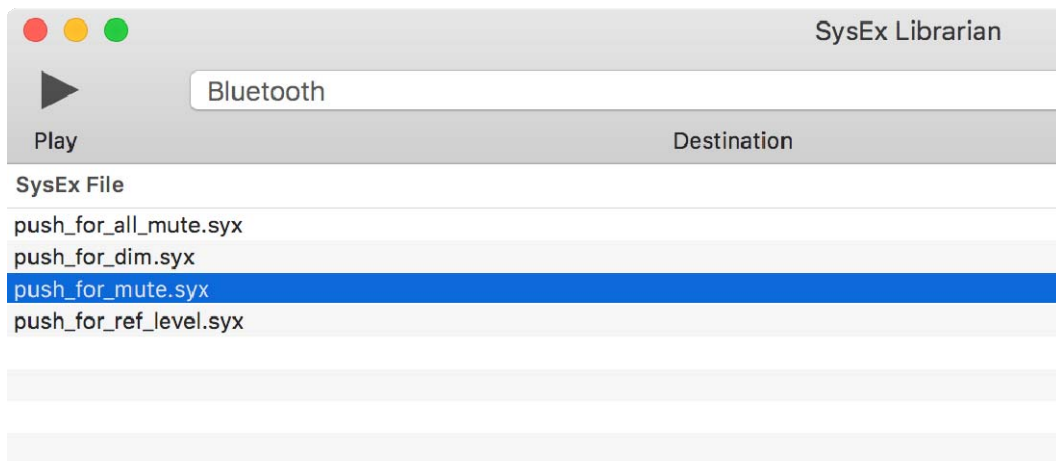 SysEx Librarian
Bluetooth
Play
Destination
SysEx File
push_for_all_mute.syx
push_for_dim.syx
push_for_mute.syx
push_for_ref_level.syx